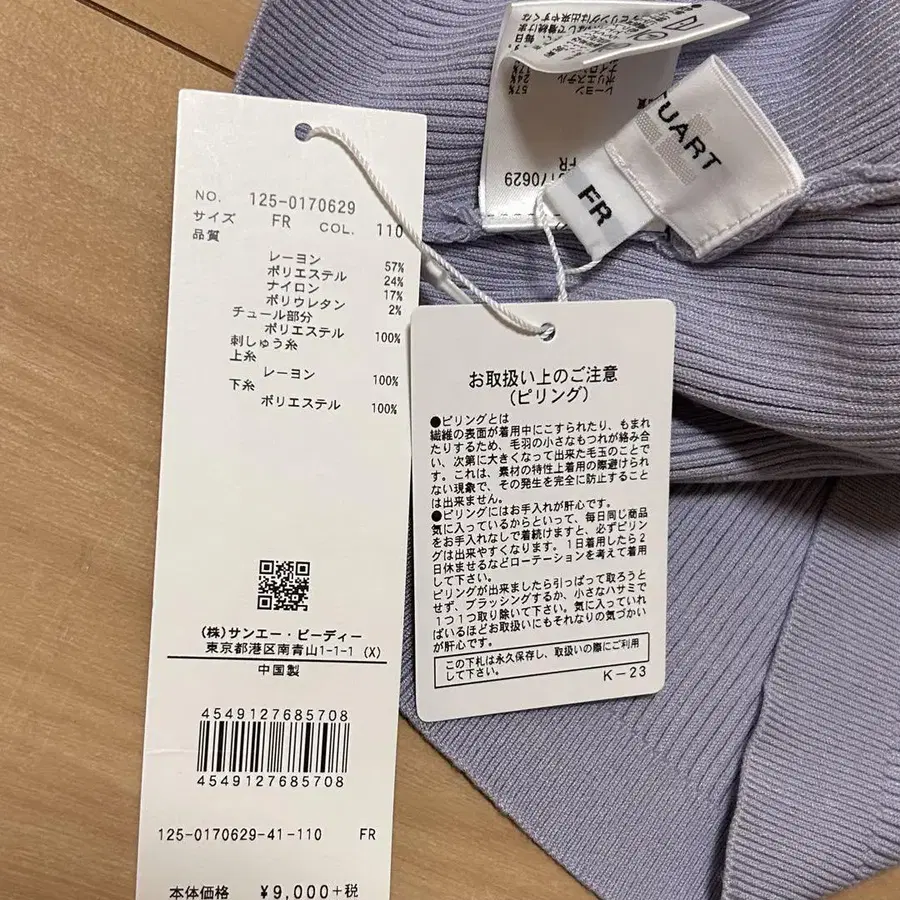 NO. 125-0170629
サイズ FR COL. 110
品質
レーヨン 57%
ポリエステル 24%
ナイロン 17%
ポリウレタン 2%
チュール部分
ポリエステル 100%
刺しゅう糸
上糸
レーヨン 100%
下糸
ポリエステル 100%
(株)サンエー・ビーディー
東京都港区南青山1-1-1 (X)
中国製
4549127685708
4549127685708
125-0170629-41-110 FR
本体価格 ¥9,000+税
お取扱い上のご注意
(ピリング)
●ピリングとは
繊維の表面が着用中にこすられたり、もまれ
たりするため、毛羽の小さなもつれが絡み合
い、次第に大きくなって出来た毛玉のことで
す。これは、素材の特性上着用の際避けられ
ない現象で、その発生を完全に防止すること
は出来ません。
●ピリングにはお手入れが肝心です。
気に入っているからといって、毎日同じ商品
をお手入れなしで着続けますと、必ずピリン
グは出来やすくなります。1日着用したら2
日休ませるなどローテーションを考えて着用
して下さい。
ピリングが出来ましたら引っぱって取ろうと
せず、ブラッシングするか、小さなハサミで
1つ1つ取り除いて下さい。気に入っていれ
ばいるほどお取扱いにもそれなりの気づかい
が肝心です。
この下札は永久保存し、取扱いの際にご利用
して下さい。
K-23
TUART
FR
レーヨン 57%
ポリエステル 24%
FR
0170629